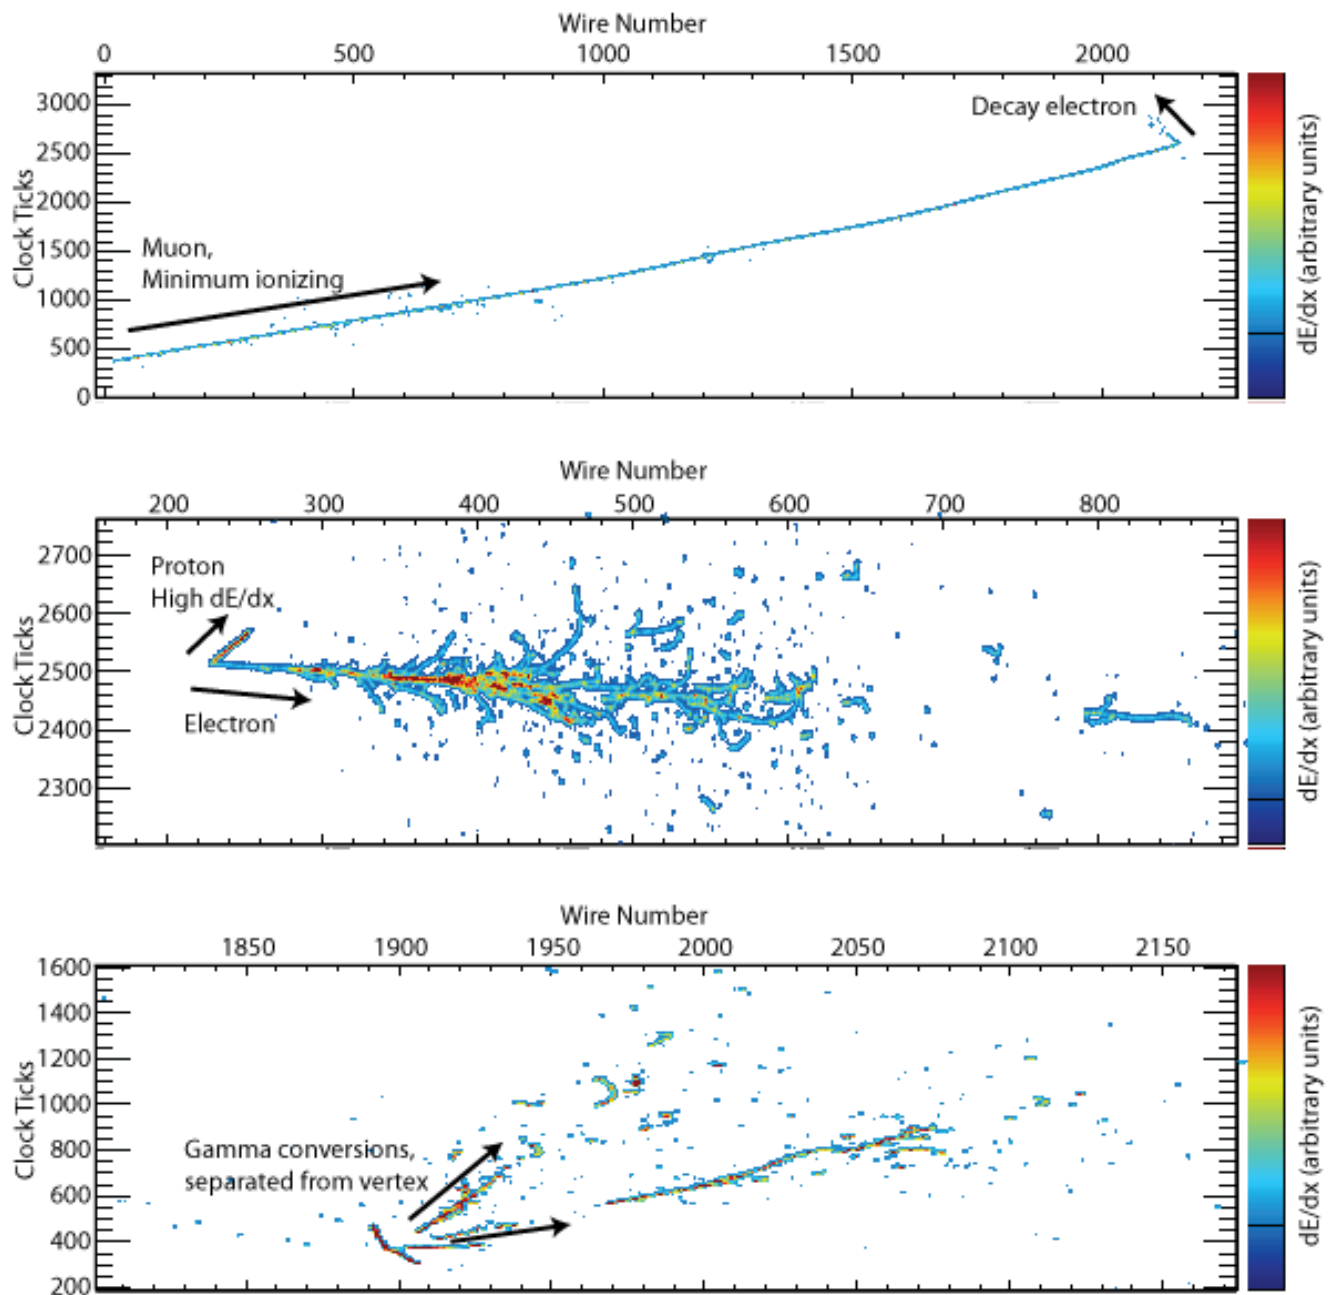 Wire Number
0 500 1000 1500 2000
3000
2500
2000
1500
1000
500
0
Clock Ticks
Decay electron
Muon,
Minimum ionizing
dE/dx (arbitrary units)
Wire Number
200 300 400 500 600 700 800
2700
2600
2500
2400
2300
Clock Ticks
Proton
High dE/dx
Electron
dE/dx (arbitrary units)
Wire Number
1850 1900 1950 2000 2050 2100 2150
1600
1400
1200
1000
800
600
400
200
Clock Ticks
Gamma conversions,
separated from vertex
dE/dx (arbitrary units)